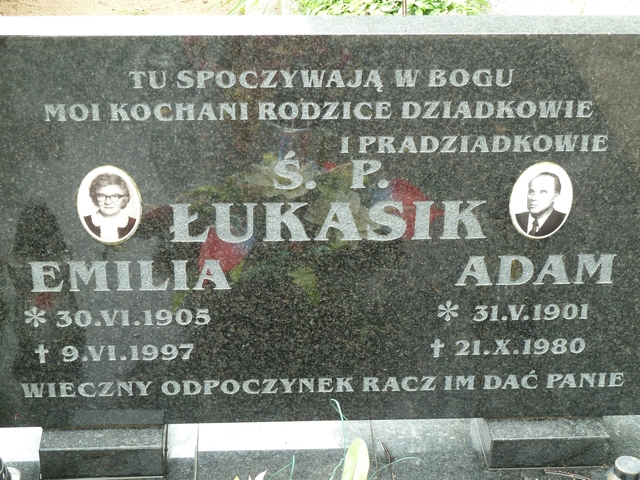 TU SPOCZYWAJĄ W BOGU
MOI KOCHANI RODZICE DZIADKOWIE
I PRADZIADKOWIE
Ś. P.
ŁUKASIK
EMILIA ADAM
* 30.VI.1905 * 31.V.1901
† 9.VI.1997 † 21.X.1980
WIECZNY ODPOCZYNEK RACZ IM DAĆ PANIE